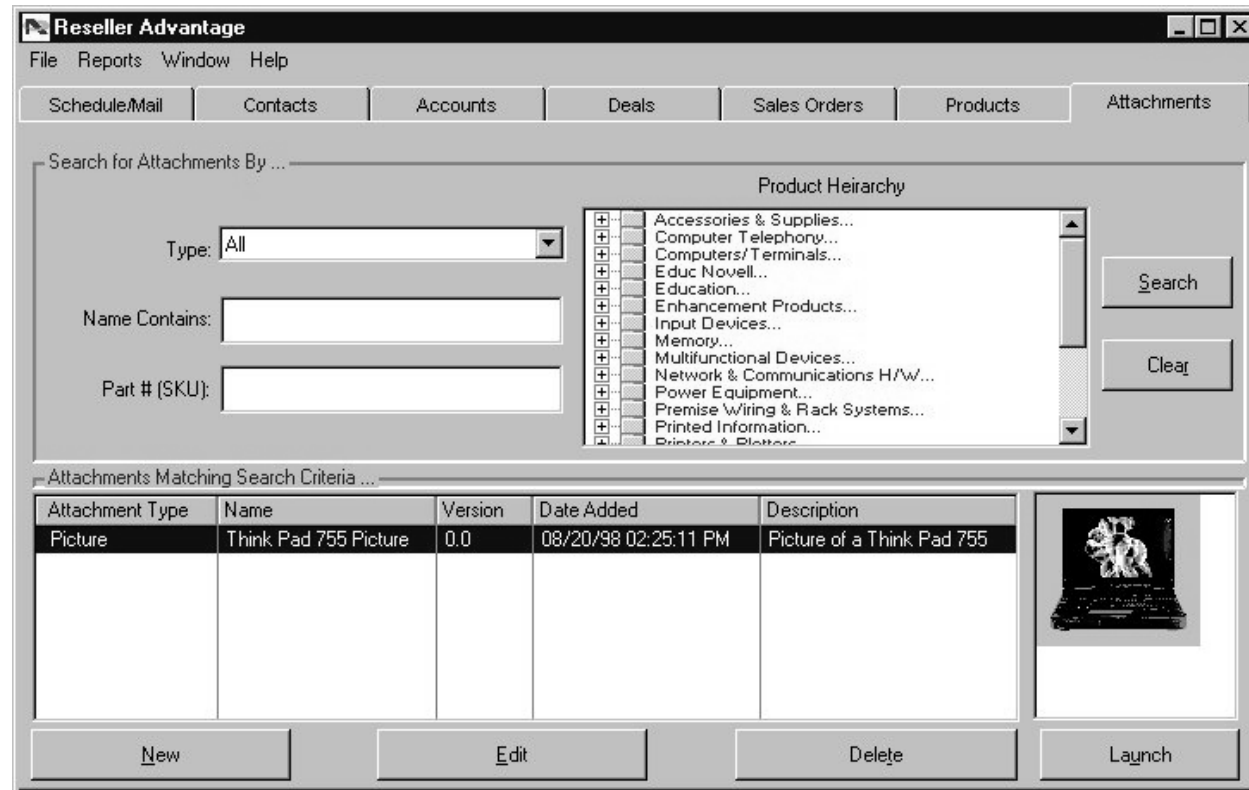 Reseller Advantage
File Reports Window Help
Schedule/Mail Contacts Accounts Deals Sales Orders Products Attachments
Search for Attachments By ...
Product Heirarchy
Type: All
Name Contains:
Part # (SKU):
Accessories & Supplies...
Computer Telephony...
Computers/Terminals...
Educ Novell...
Education...
Enhancement Products...
Input Devices...
Memory...
Multifunctional Devices...
Network & Communications H/W...
Power Equipment...
Premise Wiring & Rack Systems...
Printed Information...
Printers & Plotters
Search
Clear
Attachments Matching Search Criteria ...
Attachment Type Name Version Date Added Description
Picture Think Pad 755 Picture 0.0 08/20/98 02:25:11 PM Picture of a Think Pad 755
New Edit Delete Launch